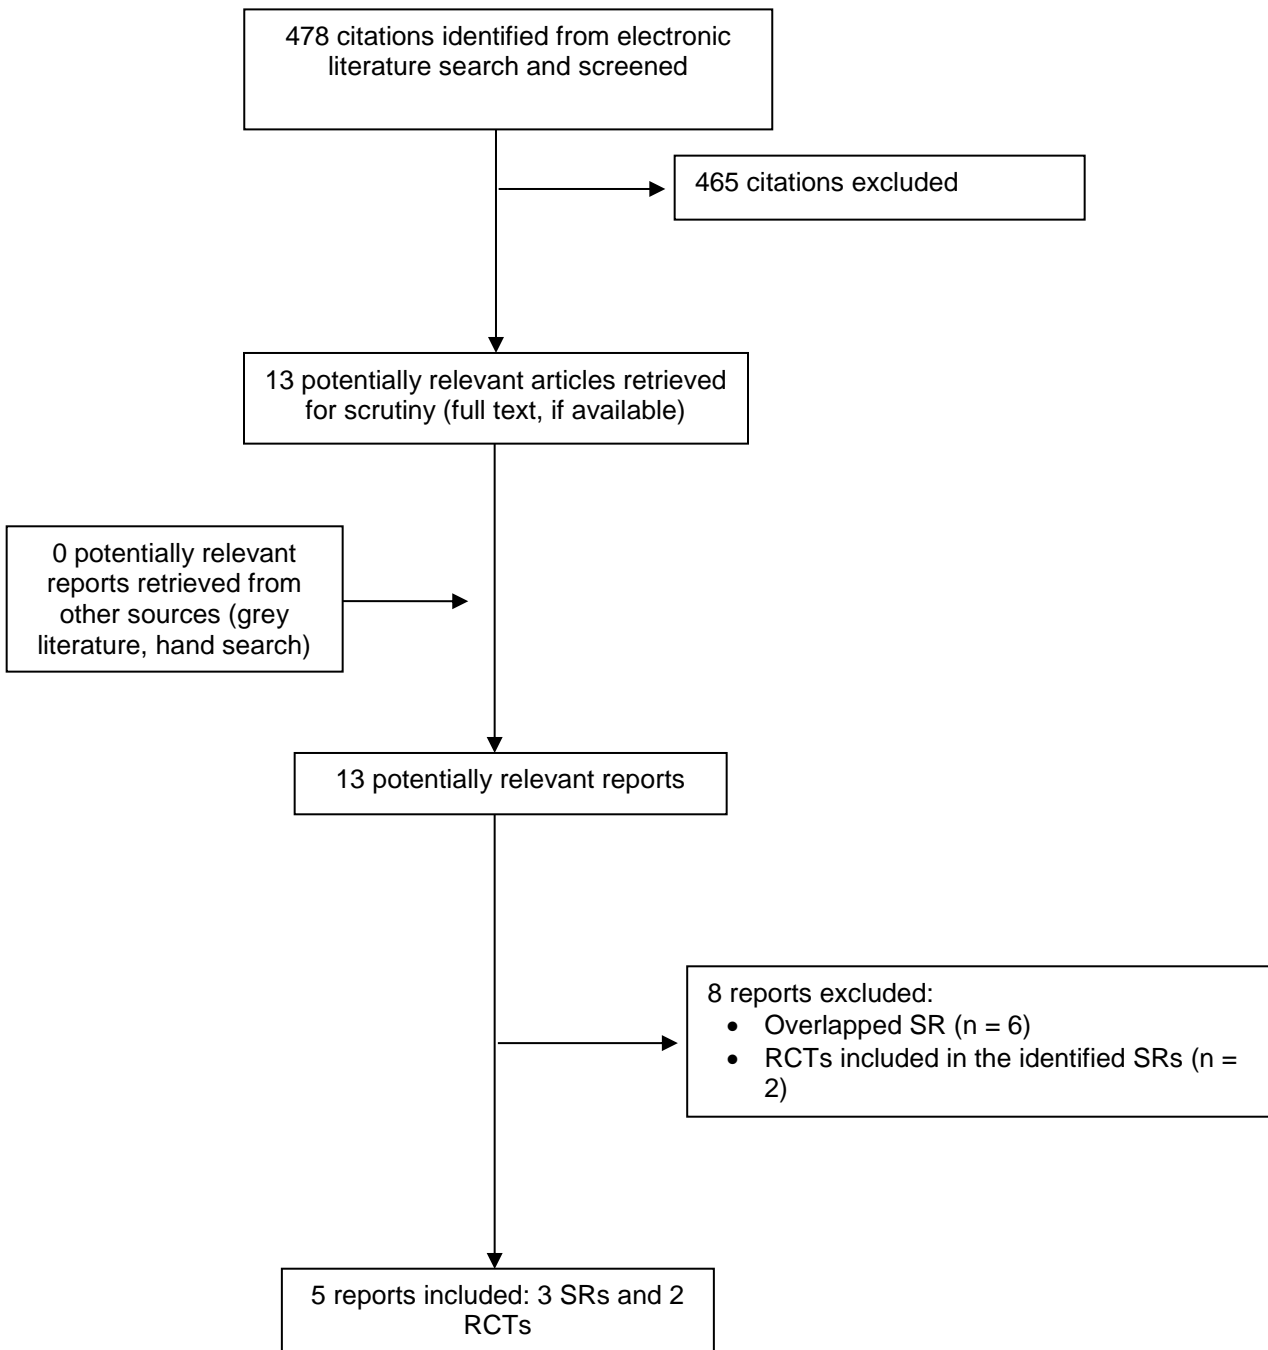 478 citations identified from electronic
literature search and screened
465 citations excluded
13 potentially relevant articles retrieved
for scrutiny (full text, if available)
0 potentially relevant
reports retrieved from
other sources (grey
literature, hand search)
13 potentially relevant reports
8 reports excluded:
• Overlapped SR (n = 6)
• RCTs included in the identified SRs (n =
2)
5 reports included: 3 SRs and 2
RCTs